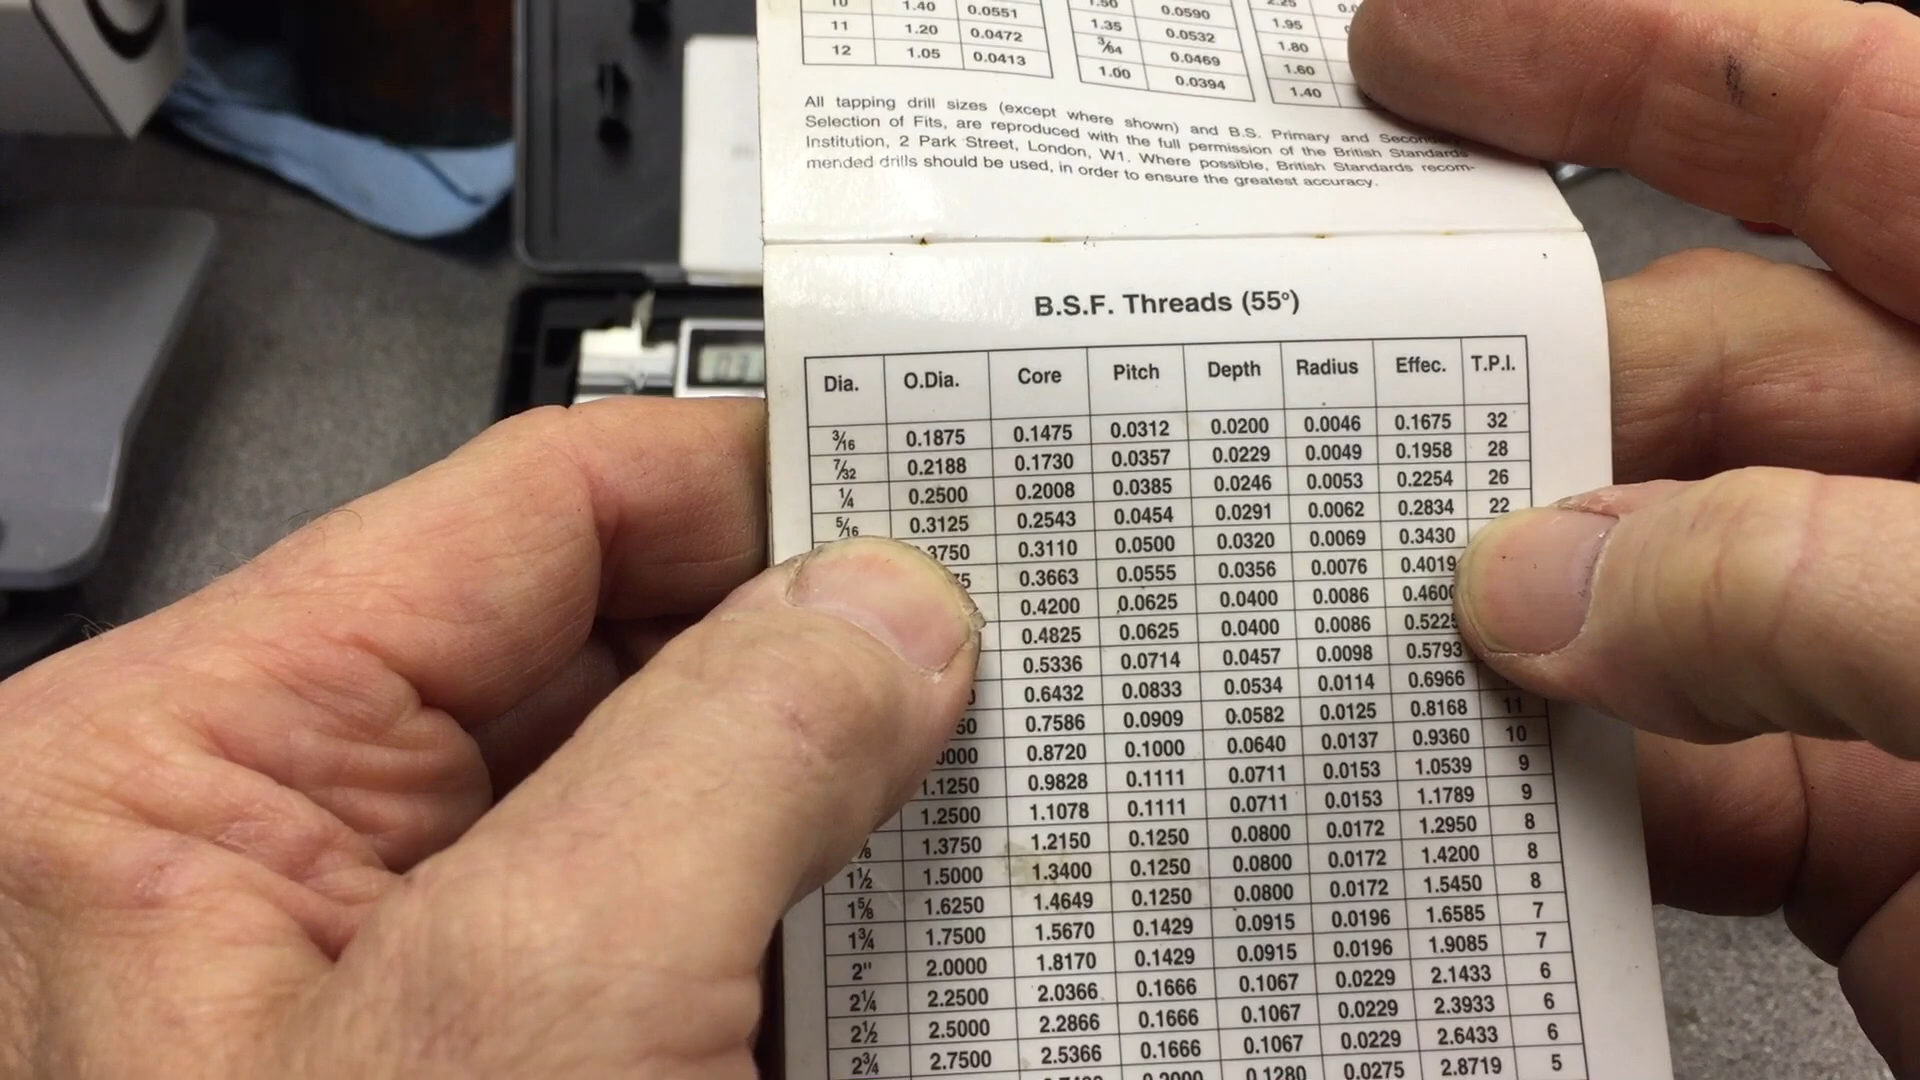 10 1.40 0.0551 1.50 0.0590 2.25
11 1.20 0.0472 1.35 0.0532 1.95
12 1.05 0.0413 3/64 0.0469 1.80
1.00 0.0394 1.60
1.40
All tapping drill sizes (except where shown) and B.S. Primary and
Selection of Fits, are reproduced with the full permission of the British Standards
Institution, 2 Park Street, London, W1. Where possible, British Standards recom-
mended drills should be used, in order to ensure the greatest accuracy.
B.S.F. Threads (55°)
Dia. O.Dia. Core Pitch Depth Radius Effec. T.P.I.
3/16 0.1875 0.1475 0.0312 0.0200 0.0046 0.1675 32
7/32 0.2188 0.1730 0.0357 0.0229 0.0049 0.1958 28
1/4 0.2500 0.2008 0.0385 0.0246 0.0053 0.2254 26
5/16 0.3125 0.2543 0.0454 0.0291 0.0062 0.2834 22
.3750 0.3110 0.0500 0.0320 0.0069 0.3430
0.3663 0.0555 0.0356 0.0076 0.4019
0.4200 0.0625 0.0400 0.0086 0.4600
0.4825 0.0625 0.0400 0.0086 0.5225
0.5336 0.0714 0.0457 0.0098 0.5793
0.6432 0.0833 0.0534 0.0114 0.6966
50 0.7586 0.0909 0.0582 0.0125 0.8168 11
0000 0.8720 0.1000 0.0640 0.0137 0.9360 10
1.1250 0.9828 0.1111 0.0711 0.0153 1.0539 9
1.2500 1.1078 0.1111 0.0711 0.0153 1.1789 9
1.3750 1.2150 0.1250 0.0800 0.0172 1.2950 8
1½ 1.5000 1.3400 0.1250 0.0800 0.0172 1.4200 8
1⅝ 1.6250 1.4649 0.1250 0.0800 0.0172 1.5450 8
1¾ 1.7500 1.5670 0.1429 0.0915 0.0196 1.6585 7
2" 2.0000 1.8170 0.1429 0.0915 0.0196 1.9085 7
2¼ 2.2500 2.0366 0.1666 0.1067 0.0229 2.1433 6
2½ 2.5000 2.2866 0.1666 0.1067 0.0229 2.3933 6
2¾ 2.7500 2.5366 0.1666 0.1067 0.0229 2.6433 6
0.2000 0.1280 0.0275 2.8719 5